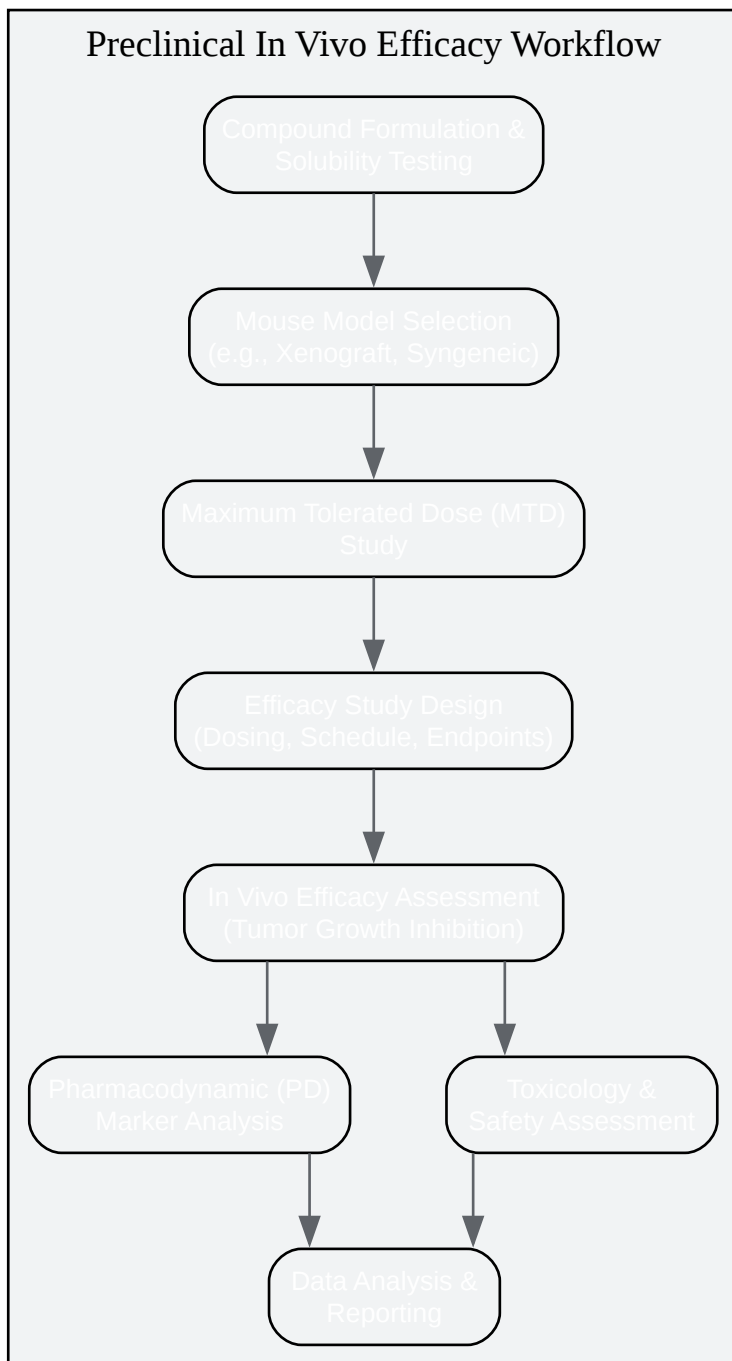 Preclinical In Vivo Efficacy Workflow
Compound Formulation &
Solubility Testing
Mouse Model Selection
(e.g., Xenograft, Syngeneic)
Maximum Tolerated Dose (MTD)
Study
Efficacy Study Design
(Dosing, Schedule, Endpoints)
In Vivo Efficacy Assessment
(Tumor Growth Inhibition)
Pharmacodynamic (PD)
Marker Analysis
Toxicology &
Safety Assessment
Data Analysis &
Reporting